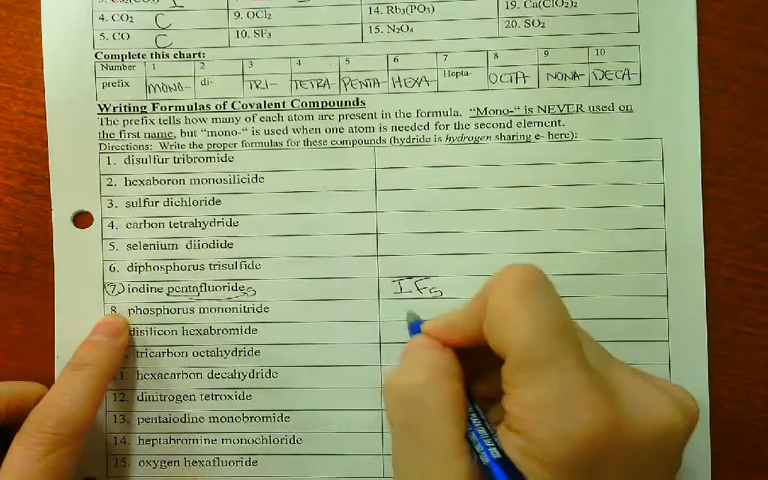 4. CO₂ C
9. OCl₂
14. Rb₃(PO₃)
19. Ca(ClO₂)₂
5. CO C
10. SF₃
15. N₂O₄
20. SO₂
Complete this chart:
Number 1 2 3 4 5 6 7 8 9 10
prefix MONO- di- TRI- TETRA- PENTA- HEXA- Hepta- OCTA- NONA- DECA-
Writing Formulas of Covalent Compounds
The prefix tells how many of each atom are present in the formula. "Mono-" is NEVER used on
the first name, but "mono-" is used when one atom is needed for the second element.
Directions: Write the proper formulas for these compounds (hydride is hydrogen sharing e- here):
1. disulfur tribromide
2. hexaboron monosilicide
3. sulfur dichloride
4. carbon tetrahydride
5. selenium diiodide
6. diphosphorus trisulfide
7. iodine pentafluoride 5 IF₅
8. phosphorus mononitride
disilicon hexabromide
tricarbon octahydride
11. hexacarbon decahydride
12. dinitrogen tetroxide
13. pentaiodine monobromide
14. heptabromine monochloride
15. oxygen hexafluoride